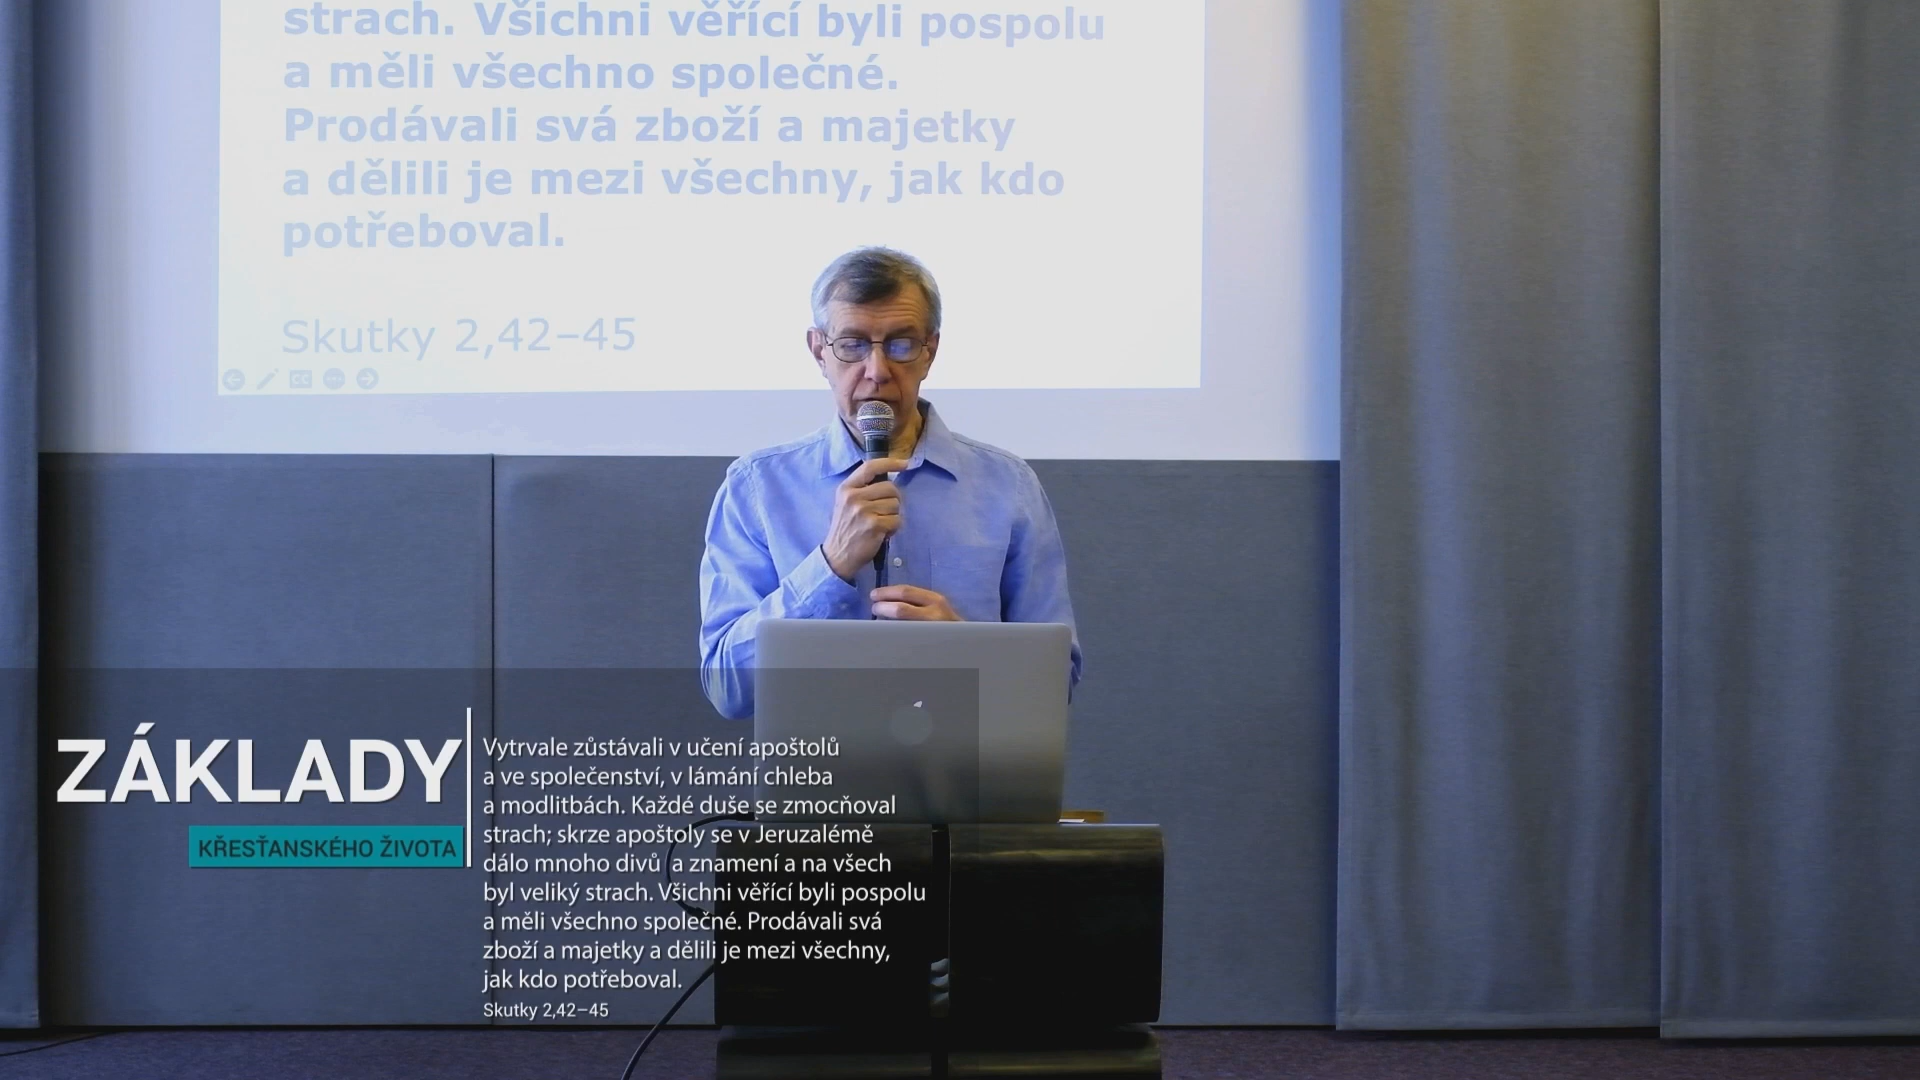 strach. Všichni věřící byli pospolu
a měli všechno společné.
Prodávali svá zboží a majetky
a dělili je mezi všechny, jak kdo
potřeboval.
Skutky 2,42–45
CC
ZÁKLADY
KŘESŤANSKÉHO ŽIVOTA
Vytrvale zůstávali v učení apoštolů
a ve společenství, v lámání chleba
a modlitbách. Každé duše se zmocňoval
strach; skrze apoštoly se v Jeruzalémě
dálo mnoho divů  a znamení a na všech
byl veliký strach. Všichni věřící byli pospolu
a měli všechno společné. Prodávali svá
zboží a majetky a dělili je mezi všechny,
jak kdo potřeboval.
Skutky 2,42–45